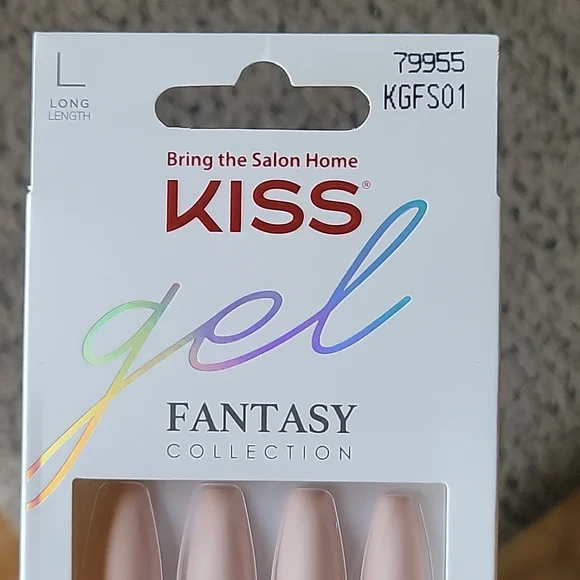 L
LONG
LENGTH
79955
KGFS01
Bring the Salon Home
KISS®
gel
FANTASY
COLLECTION